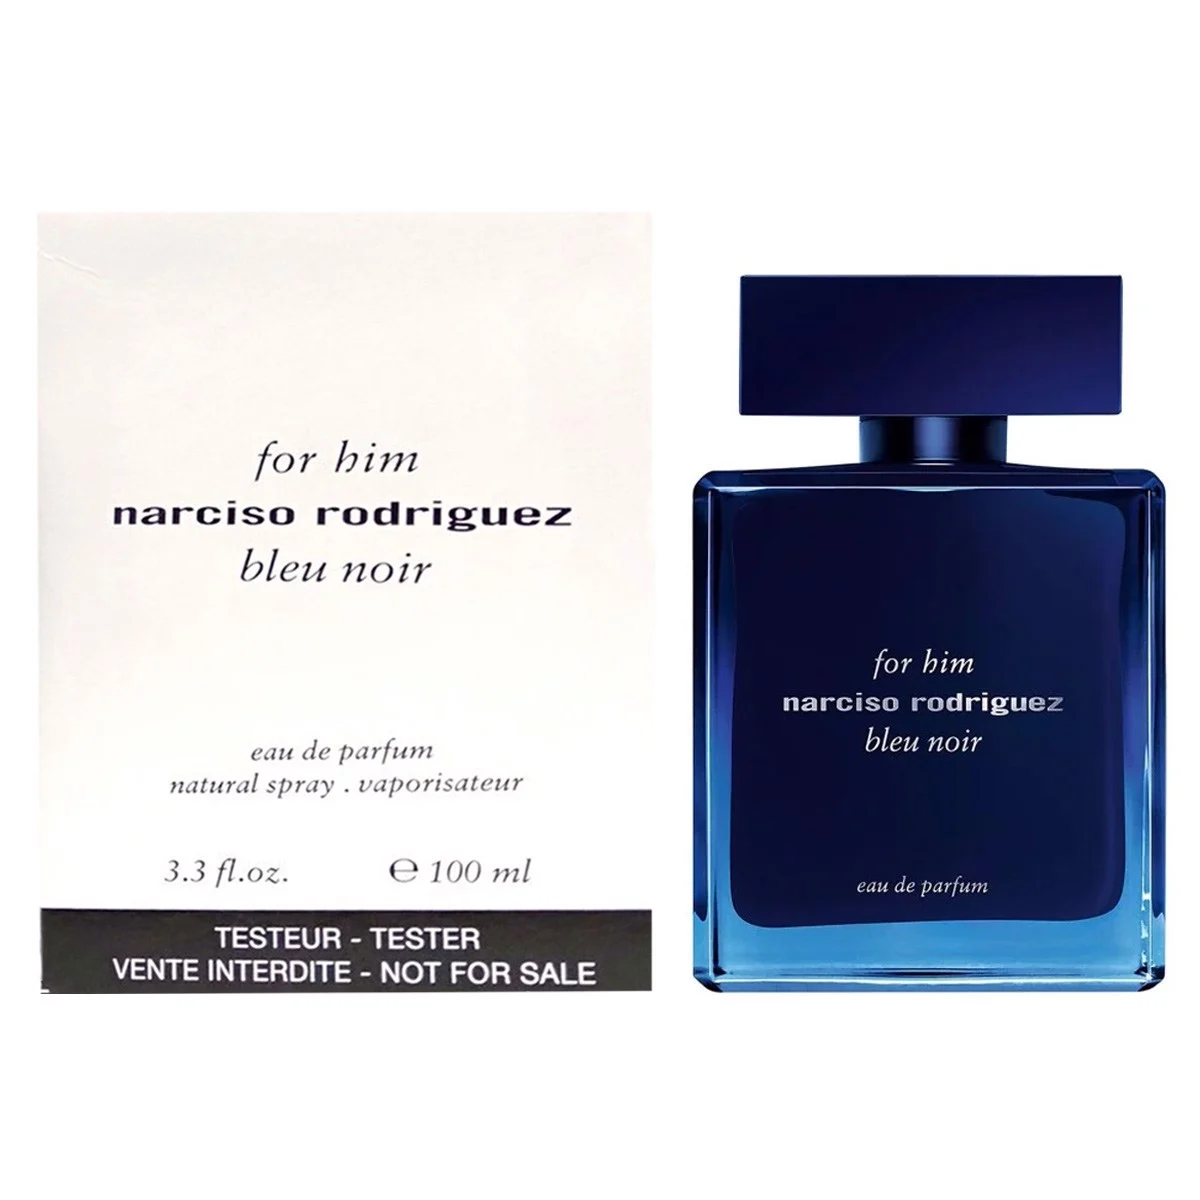 for him
narciso rodriguez
bleu noir
eau de parfum
natural spray . vaporisateur
3.3 fl.oz. ℮ 100 ml
TESTEUR - TESTER
VENTE INTERDITE - NOT FOR SALE
for him
narciso rodriguez
bleu noir
eau de parfum